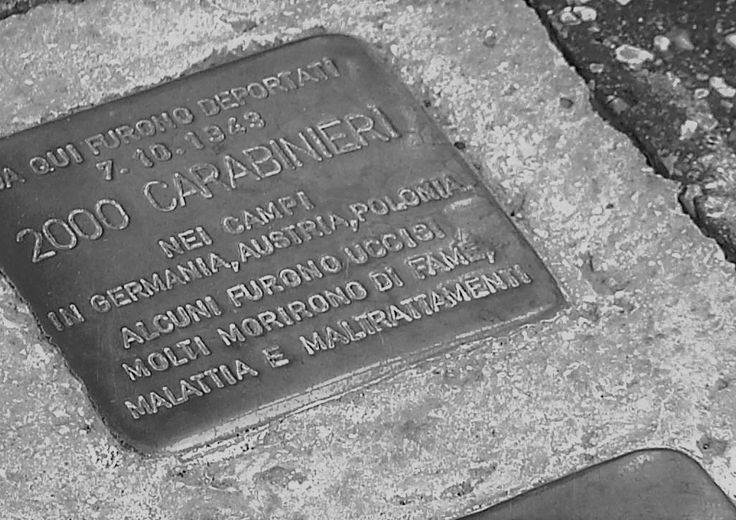 DA QUI FURONO DEPORTATI
7.10.1943
2000 CARABINIERI
NEI CAMPI
IN GERMANIA, AUSTRIA, POLONIA.
ALCUNI FURONO UCCISI
MOLTI MORIRONO DI FAME,
MALATTIA E MALTRATTAMENTI